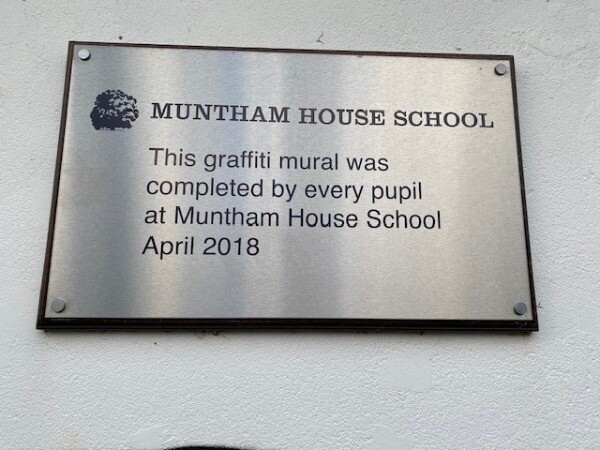 MUNTHAM HOUSE SCHOOL
This graffiti mural was
completed by every pupil
at Muntham House School
April 2018